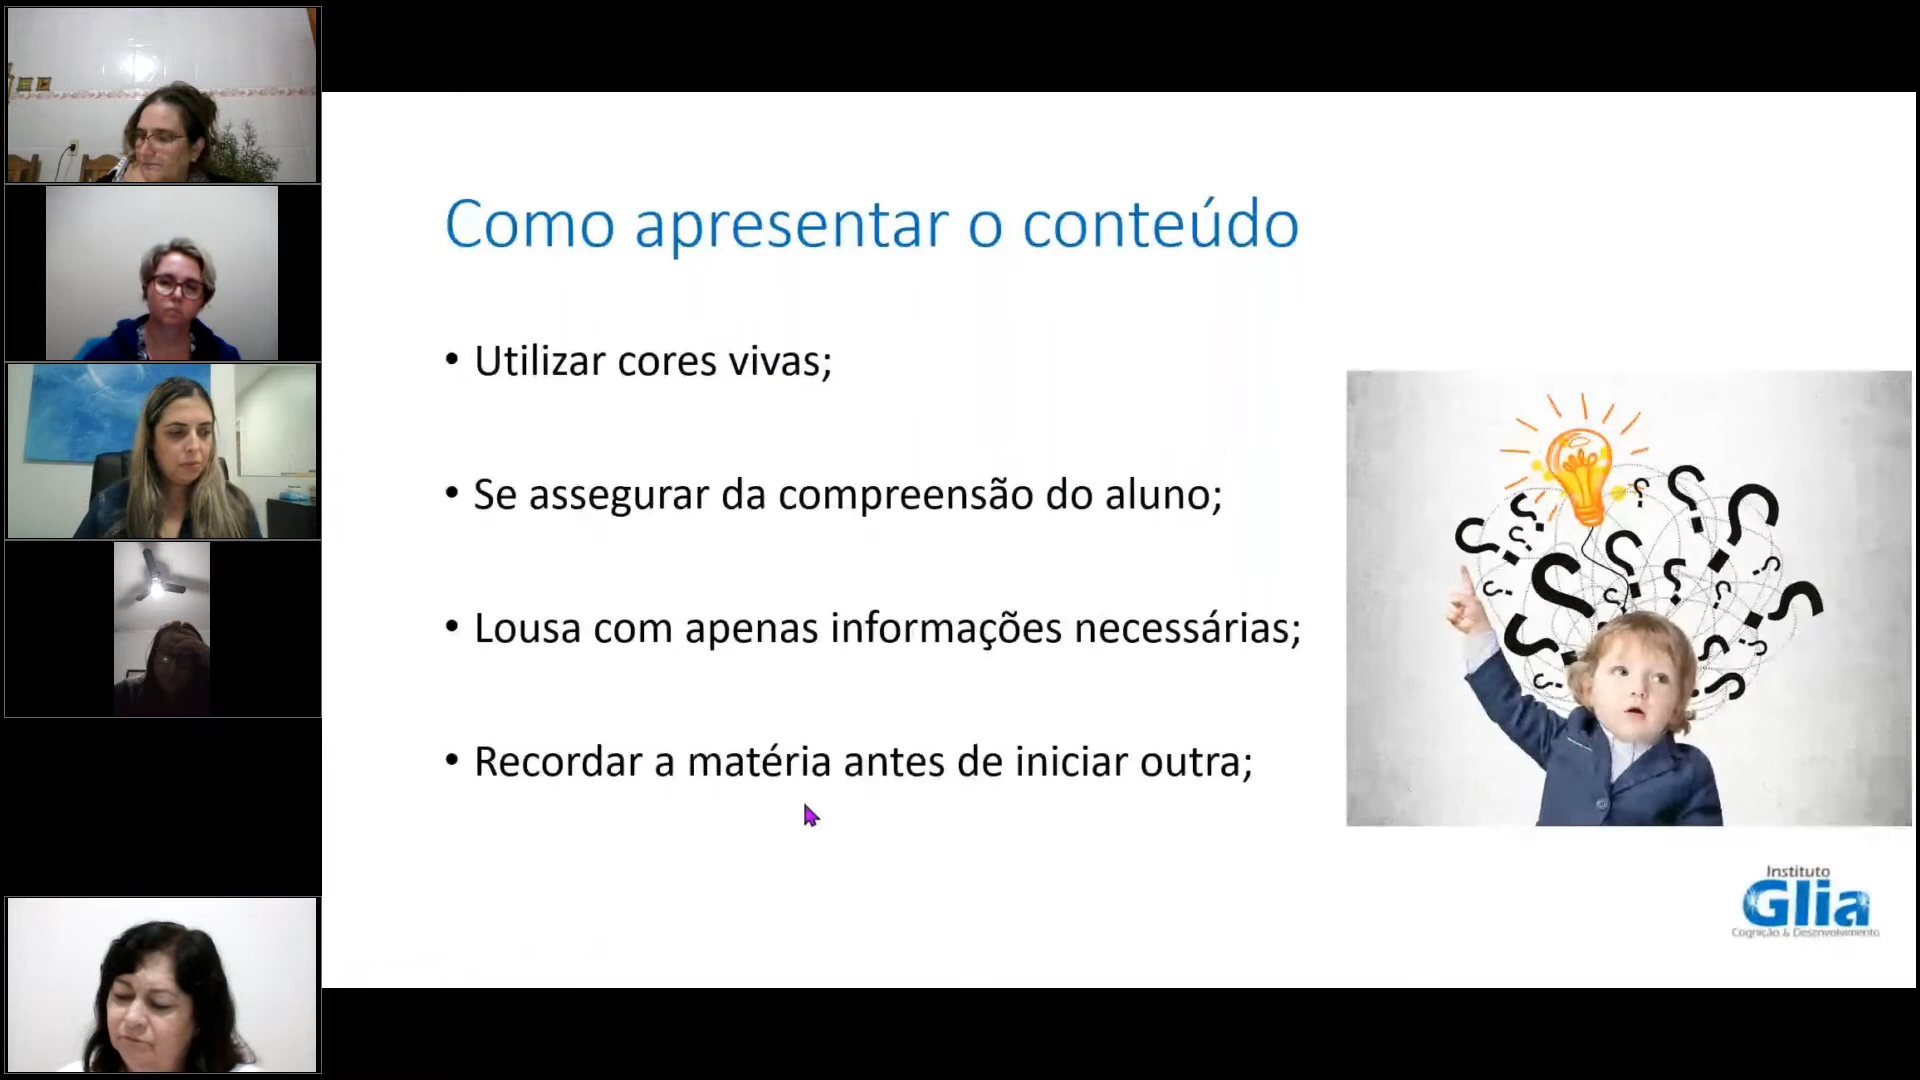 Como apresentar o conteúdo
• Utilizar cores vivas;
• Se assegurar da compreensão do aluno;
• Lousa com apenas informações necessárias;
• Recordar a matéria antes de iniciar outra;
Instituto
Glia
Cognição & Desenvolvimento